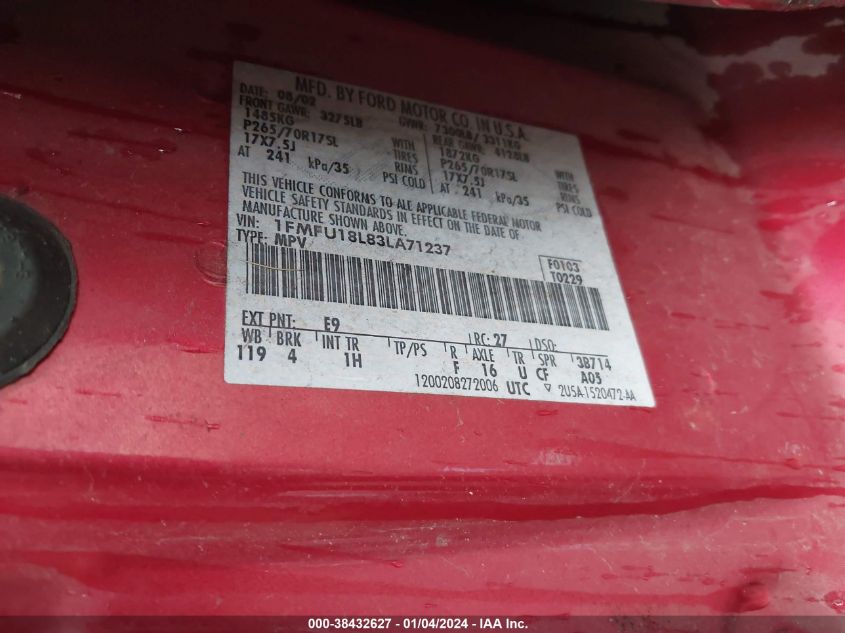 MFD. BY FORD MOTOR CO. IN U.S.A.
DATE: 08/02 GVWR: 7300LB/ 3311KG
FRONT GAWR: 3275LB REAR GAWR: 4128LB
1485KG WITH 1872KG WITH
P265/70R17SL TIRES P265/70R17SL TIRES
17X7.5J RIMS 17X7.5J RIMS
AT 241 kPa/35 PSI COLD AT 241 kPa/35 PSI COLD
THIS VEHICLE CONFORMS TO ALL APPLICABLE FEDERAL MOTOR
VEHICLE SAFETY STANDARDS IN EFFECT ON THE DATE OF
MANUFACTURE SHOWN ABOVE.
VIN: 1FMFU18L83LA71237
TYPE: MPV
F0103
T0229
EXT PNT: E9 RC: 27 DSO:
WB BRK INT TR TP/PS R AXLE TR SPR 38714
119 4 1H F 16 U CF A05
1200208272006 UTC ▽ 2U5A-1520472-AA
000-38432627 - 01/04/2024 - IAA Inc.